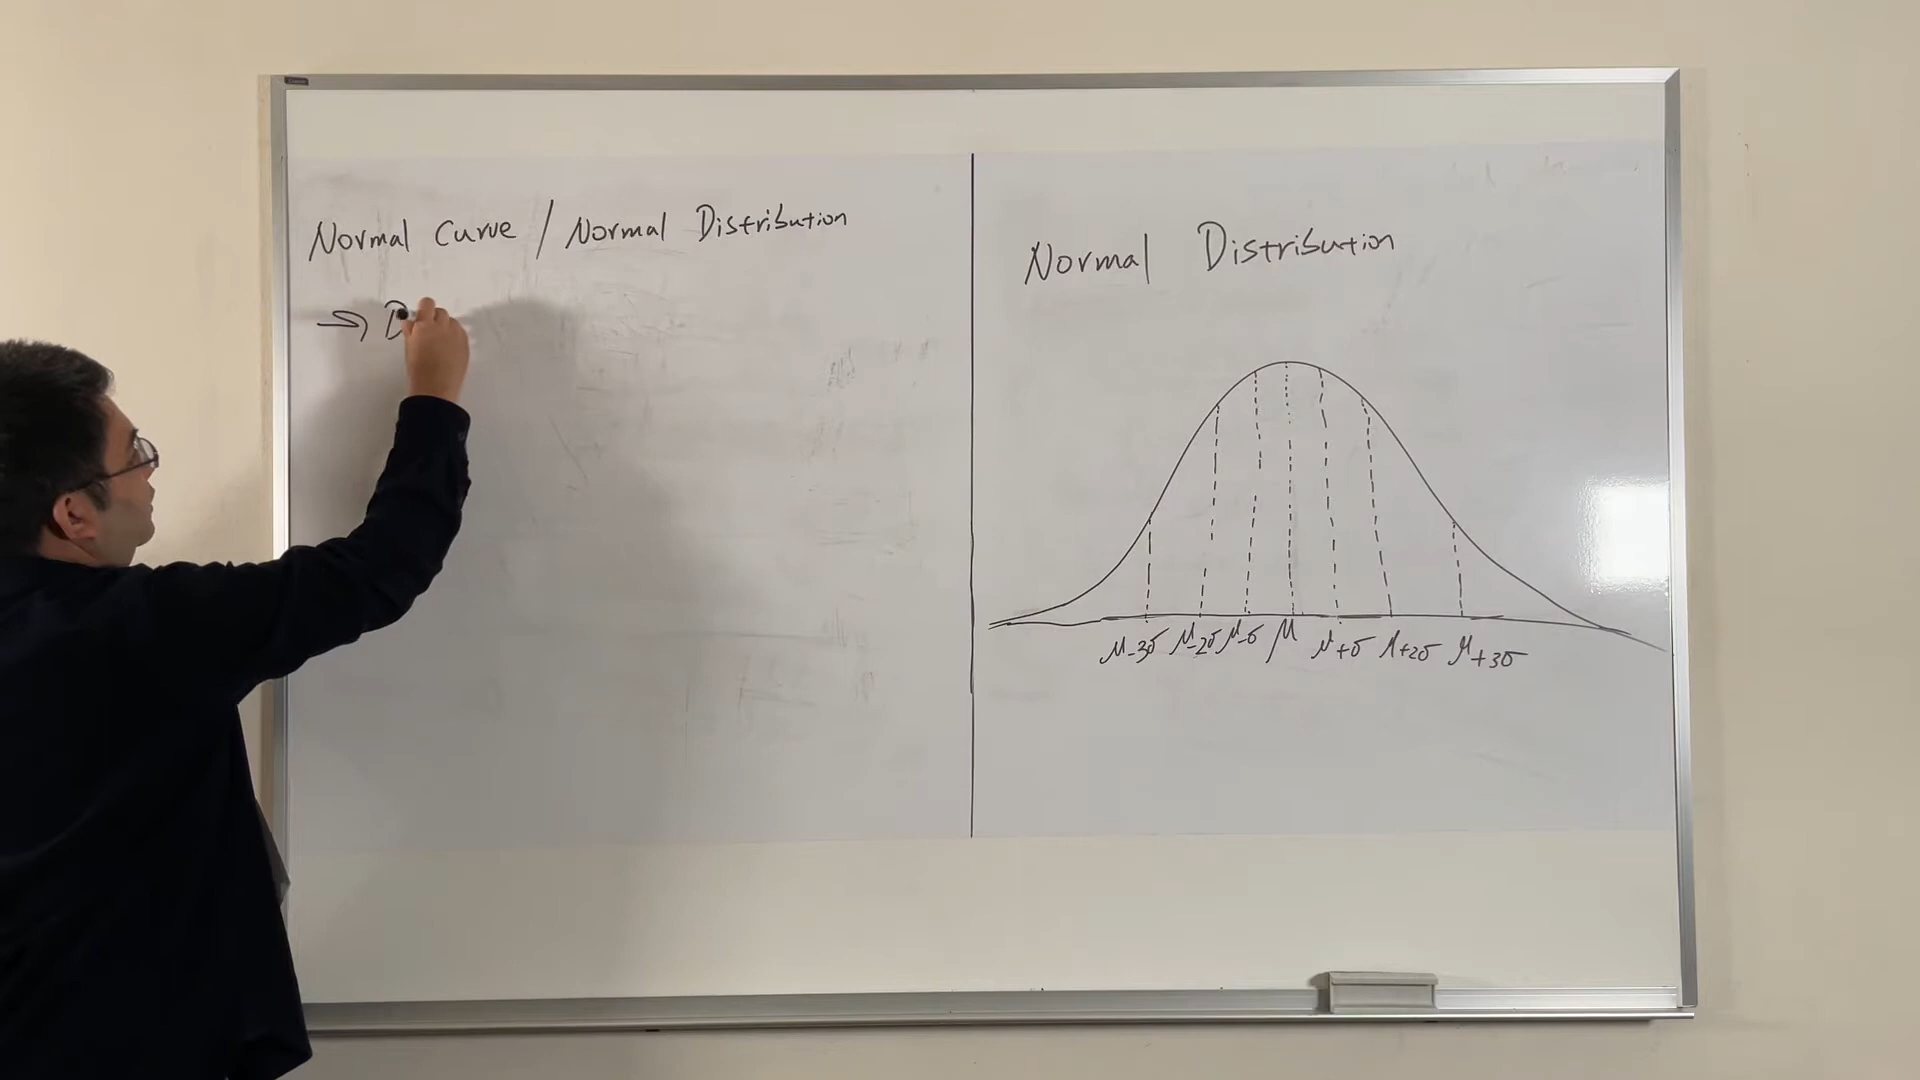 Normal Curve / Normal Distribution
→ D
Normal Distribution
μ-3σ μ-2σ μ-σ μ μ+σ μ+2σ μ+3σ